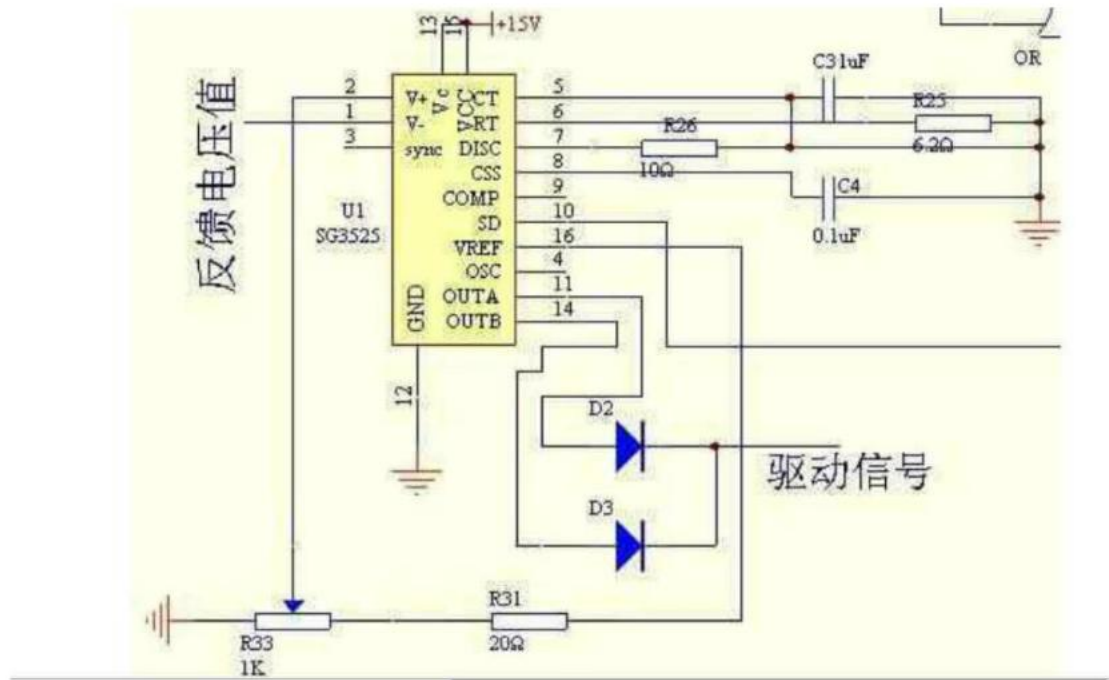 13
15
+15V
C3 1uF
OR
反馈电压值
2
V+
Vc
VCC
CT
5
1
V-
RT
6
R25
6.2Ω
3
sync
DISC
7
R26
10Ω
CSS
8
C4
0.1uF
COMP
9
U1
SG3525
SD
10
VREF
16
OSC
4
OUTA
11
OUTB
14
GND
12
D2
驱动信号
D3
R33
1K
R31
20Ω